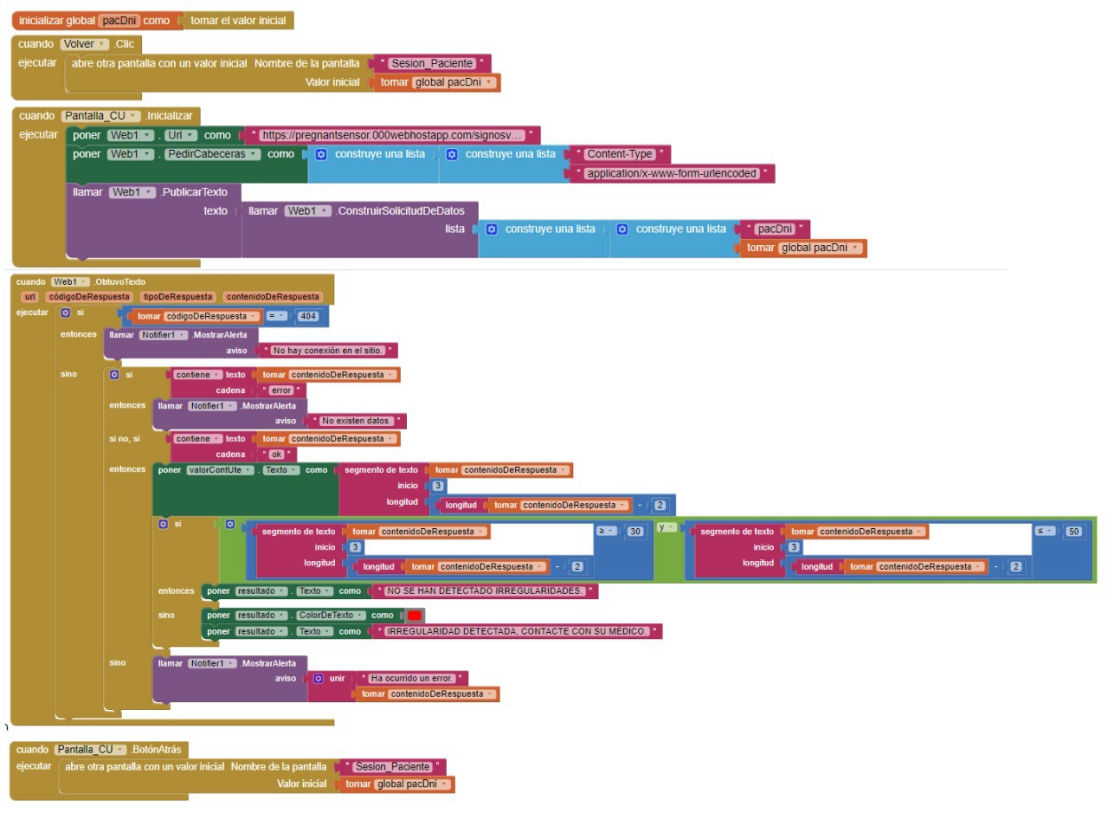 inicializar global pacDni como tomar el valor inicial
cuando Volver .Clic
ejecutar abre otra pantalla con un valor inicial Nombre de la pantalla " Sesion_Paciente "
Valor inicial tomar global pacDni
cuando Pantalla_CU .Inicializar
ejecutar poner Web1 . Url como " https://pregnantsensor.000webhostapp.com/signosv... "
poner Web1 . PedirCabeceras como construye una lista construye una lista " Content-Type "
" application/x-www-form-urlencoded "
llamar Web1 .PublicarTexto
texto llamar Web1 .ConstruirSolicitudDeDatos
lista construye una lista construye una lista " pacDni "
tomar global pacDni
cuando Web1 .ObtuvoTexto
url códigoDeRespuesta tipoDeRespuesta contenidoDeRespuesta
ejecutar si tomar códigoDeRespuesta = 404
entonces llamar Notifier1 .MostrarAlerta
aviso " No hay conexión en el sitio. "
sino si contiene texto tomar contenidoDeRespuesta
cadena " error "
entonces llamar Notifier1 .MostrarAlerta
aviso " No existen datos. "
si no, si contiene texto tomar contenidoDeRespuesta
cadena " ok "
entonces poner valorContUte . Texto como segmento de texto tomar contenidoDeRespuesta
inicio 3
longitud longitud tomar contenidoDeRespuesta - 2
si segmento de texto tomar contenidoDeRespuesta ≥ 30 y segmento de texto tomar contenidoDeRespuesta ≤ 50
inicio 3 inicio 3
longitud longitud tomar contenidoDeRespuesta - 2 longitud longitud tomar contenidoDeRespuesta - 2
entonces poner resultado . Texto como " NO SE HAN DETECTADO IRREGULARIDADES. "
sino poner resultado . ColorDeTexto como
poner resultado . Texto como " IRREGULARIDAD DETECTADA, CONTACTE CON SU MÉDICO. "
sino llamar Notifier1 .MostrarAlerta
aviso unir " Ha ocurrido un error. "
tomar contenidoDeRespuesta
cuando Pantalla_CU .BotónAtrás
ejecutar abre otra pantalla con un valor inicial Nombre de la pantalla " Sesion_Paciente "
Valor inicial tomar global pacDni